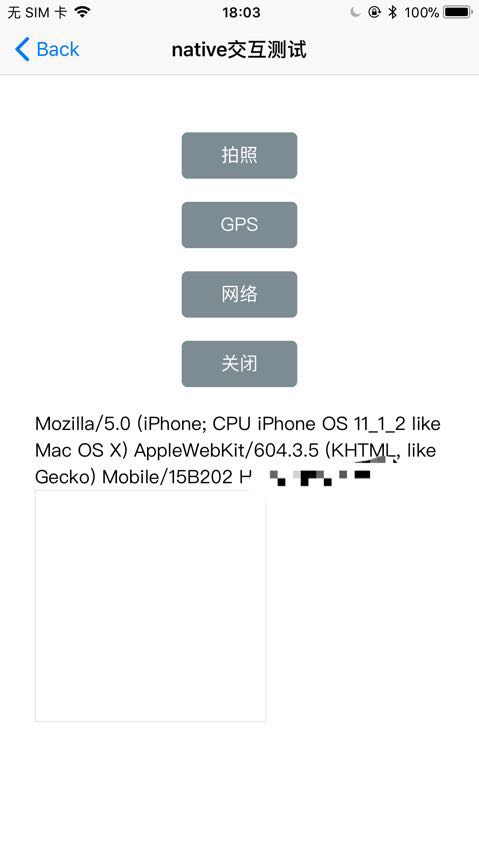 无 SIM 卡 18:03 100%
Back native交互测试
拍照
GPS
网络
关闭
Mozilla/5.0 (iPhone; CPU iPhone OS 11_1_2 like
Mac OS X) AppleWebKit/604.3.5 (KHTML, like
Gecko) Mobile/15B202